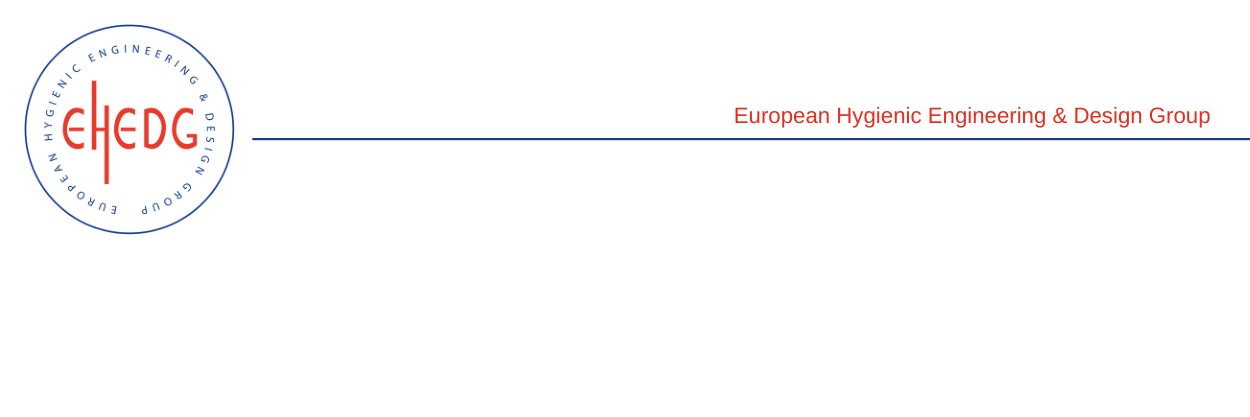 EUROPEAN HYGIENIC ENGINEERING & DESIGN GROUP
EHEDG
European Hygienic Engineering & Design Group